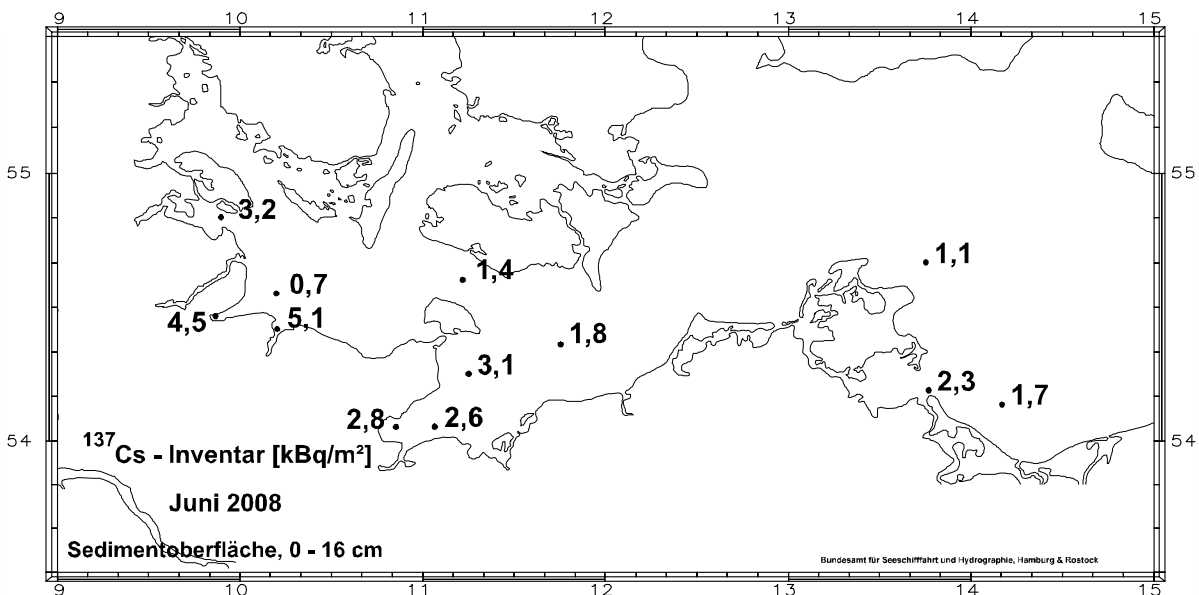 9 10 11 12 13 14 15
55 55
3,2
1,1
1,4
0,7
4,5 5,1
1,8
3,1
2,3
1,7
2,8 2,6
54 54
137Cs - Inventar [kBq/m²]
Juni 2008
Sedimentoberfläche, 0 - 16 cm
Bundesamt für Seeschifffahrt und Hydrographie, Hamburg & Rostock
9 10 11 12 13 14 15